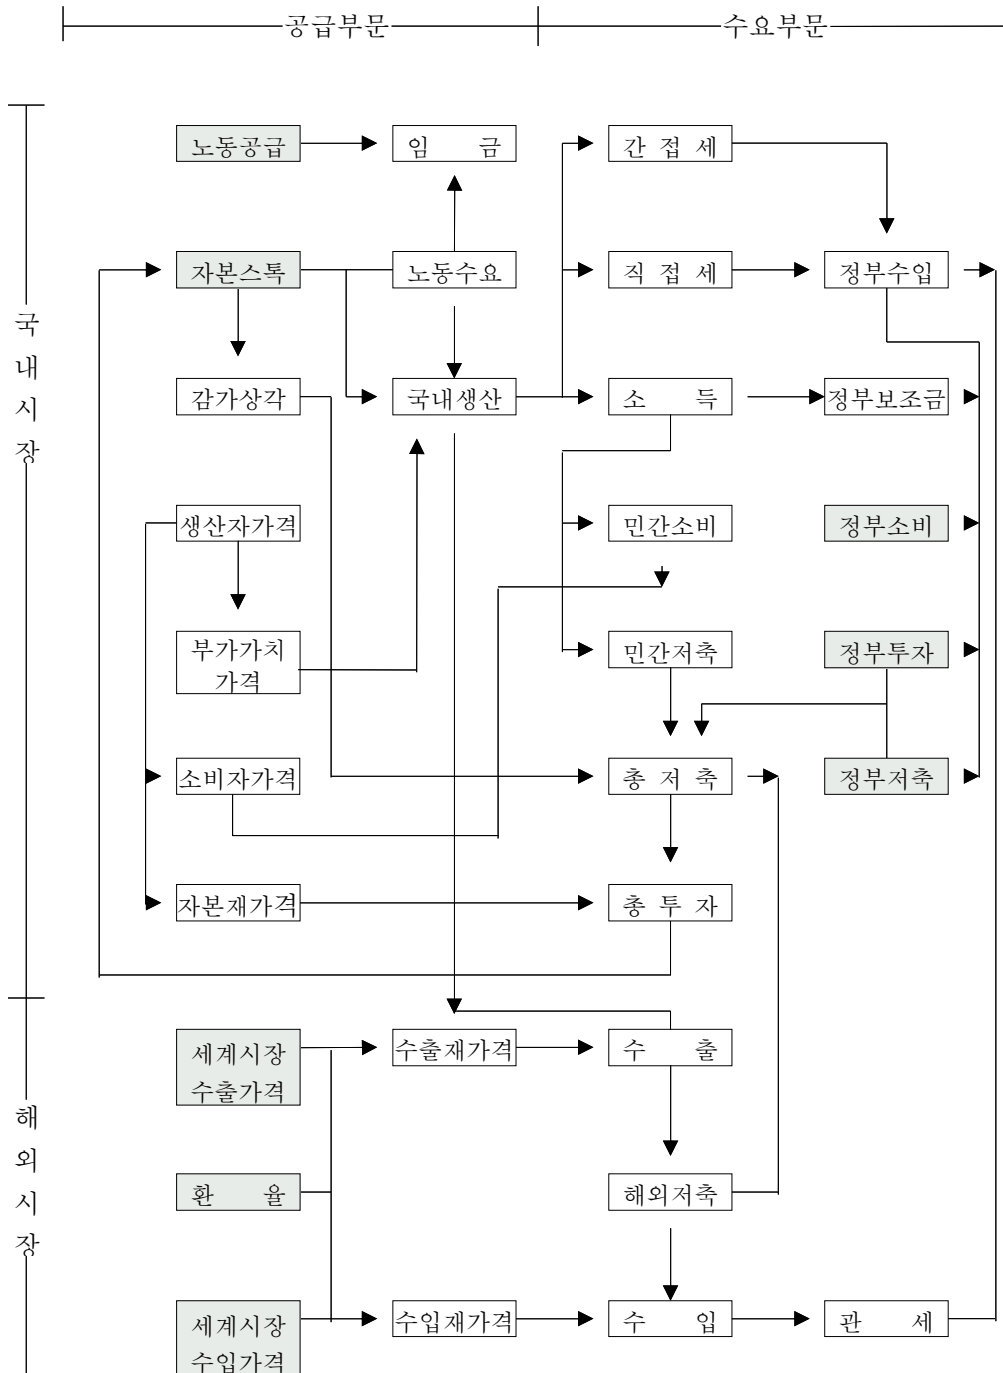 공급부문
수요부문
국내시장
노동공급
임 금
간 접 세
자본스톡
노동수요
직 접 세
정부수입
감가상각
국내생산
소 득
정부보조금
생산자가격
민간소비
정부소비
부가가치
가격
민간저축
정부투자
소비자가격
총 저 축
정부저축
자본재가격
총 투 자
해외시장
세계시장
수출가격
수출재가격
수 출
환 율
해외저축
세계시장
수입가격
수입재가격
수 입
관 세